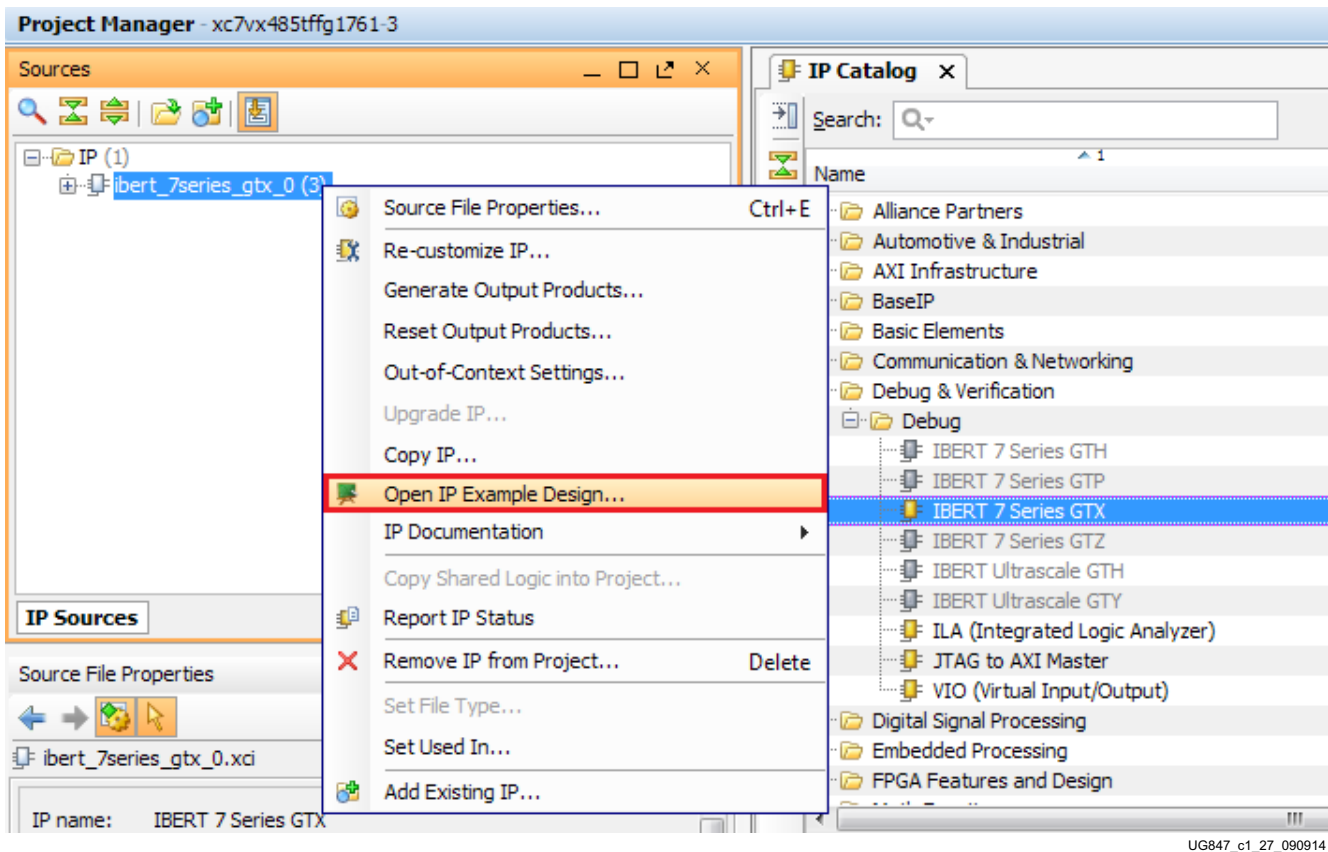 Project Manager - xc7vx485tffg1761-3
Sources
IP (1)
ibert_7series_gtx_0 (3)
Source File Properties... Ctrl+E
Re-customize IP...
Generate Output Products...
Reset Output Products...
Out-of-Context Settings...
Upgrade IP...
Copy IP...
Open IP Example Design...
IP Documentation
Copy Shared Logic into Project...
Report IP Status
Remove IP from Project... Delete
Set File Type...
Set Used In...
Add Existing IP...
IP Sources
Source File Properties
ibert_7series_gtx_0.xci
IP name: IBERT 7 Series GTX
IP Catalog
Search:
1
Name
Alliance Partners
Automotive & Industrial
AXI Infrastructure
BaseIP
Basic Elements
Communication & Networking
Debug & Verification
Debug
IBERT 7 Series GTH
IBERT 7 Series GTP
IBERT 7 Series GTX
IBERT 7 Series GTZ
IBERT Ultrascale GTH
IBERT Ultrascale GTY
ILA (Integrated Logic Analyzer)
JTAG to AXI Master
VIO (Virtual Input/Output)
Digital Signal Processing
Embedded Processing
FPGA Features and Design
UG847_c1_27_090914